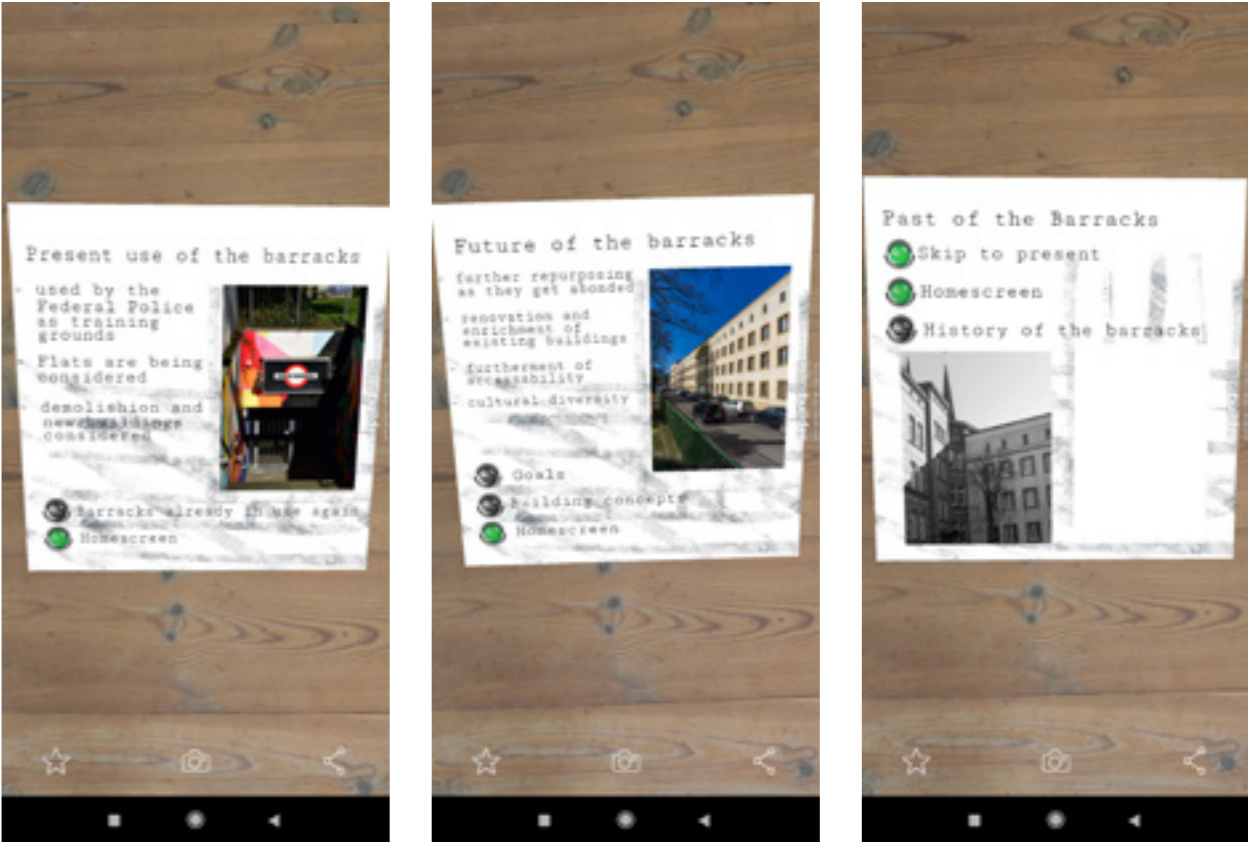 Present use of the barracks
- used by the
Federal Police
as training
grounds
- Flats are being
considered
- demolishion and
new buildings
considered
Barracks already in use again
Homescreen
Future of the barracks
- further repurposing
as they get abonded
- renovation and
enrichment of
existing buildings
- furtherment of
accessability
- cultural diversity
Goals
Building concepts
Homescreen
Past of the Barracks
Skip to present
Homescreen
History of the barracks